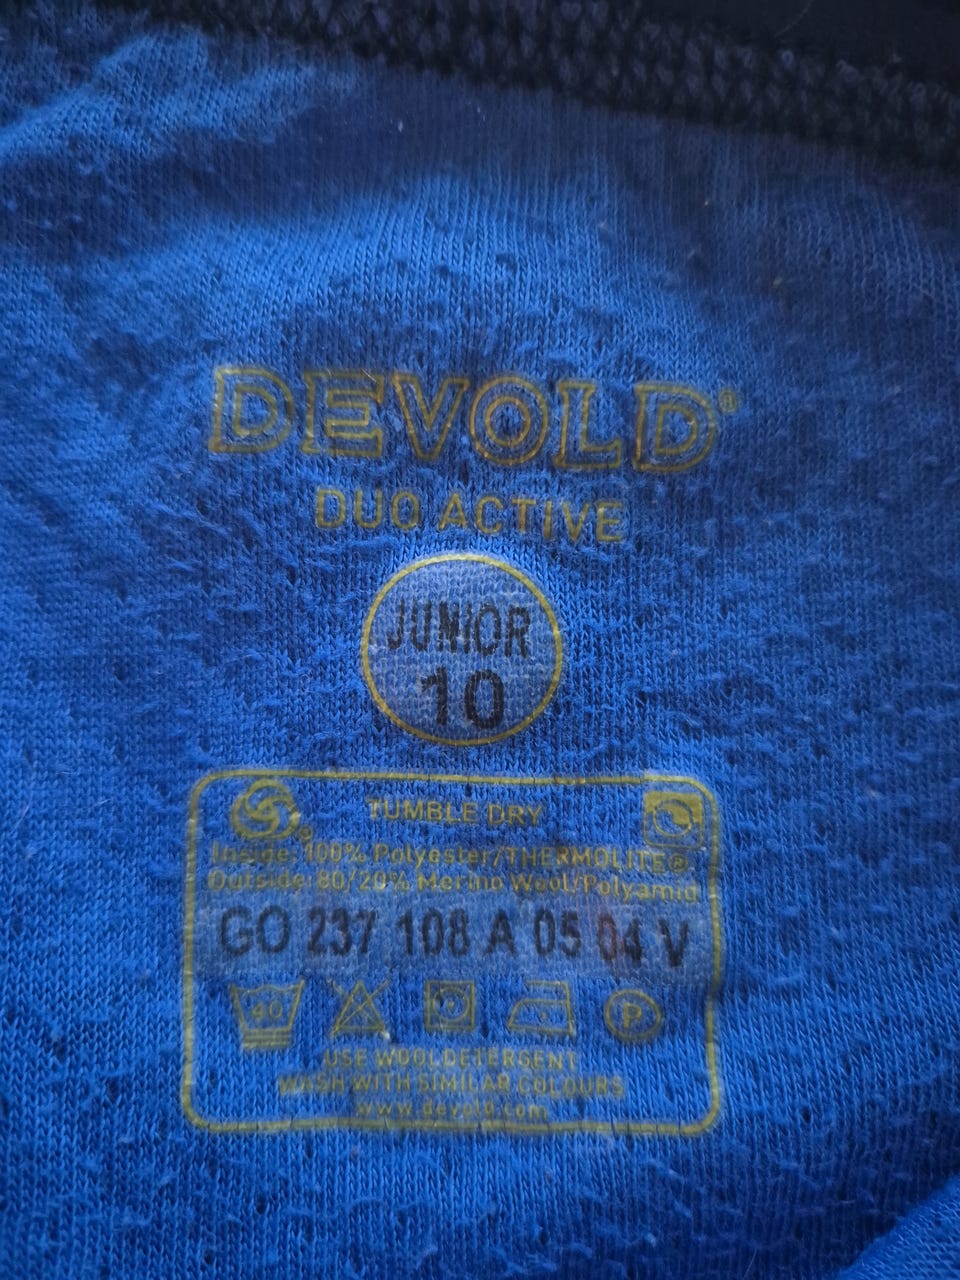 DEVOLD®
DUO ACTIVE
JUNIOR
10
TUMBLE DRY
Inside: 100% Polyester/THERMOLITE®
Outside: 80/20% Merino Wool/Polyamid
GO 237 108 A 05 04 V
40
P
USE WOOLDETERGENT
WASH WITH SIMILAR COLOURS
www.devold.com